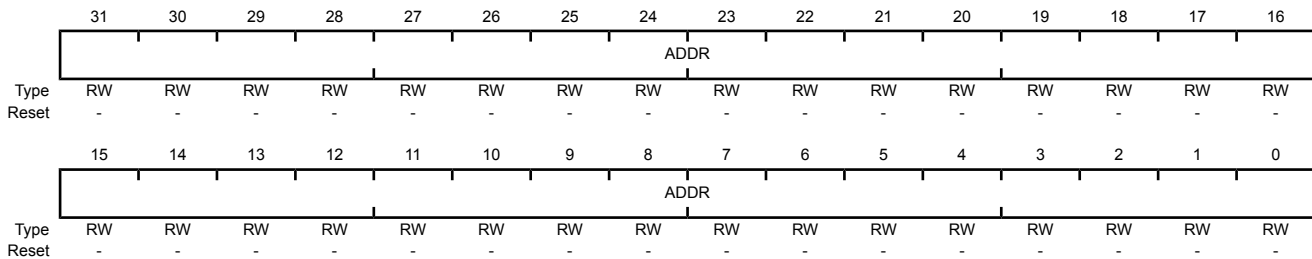 31 30 29 28 27 26 25 24 23 22 21 20 19 18 17 16
ADDR
Type RW RW RW RW RW RW RW RW RW RW RW RW RW RW RW RW
Reset - - - - - - - - - - - - - - - -
15 14 13 12 11 10 9 8 7 6 5 4 3 2 1 0
ADDR
Type RW RW RW RW RW RW RW RW RW RW RW RW RW RW RW RW
Reset - - - - - - - - - - - - - - - -